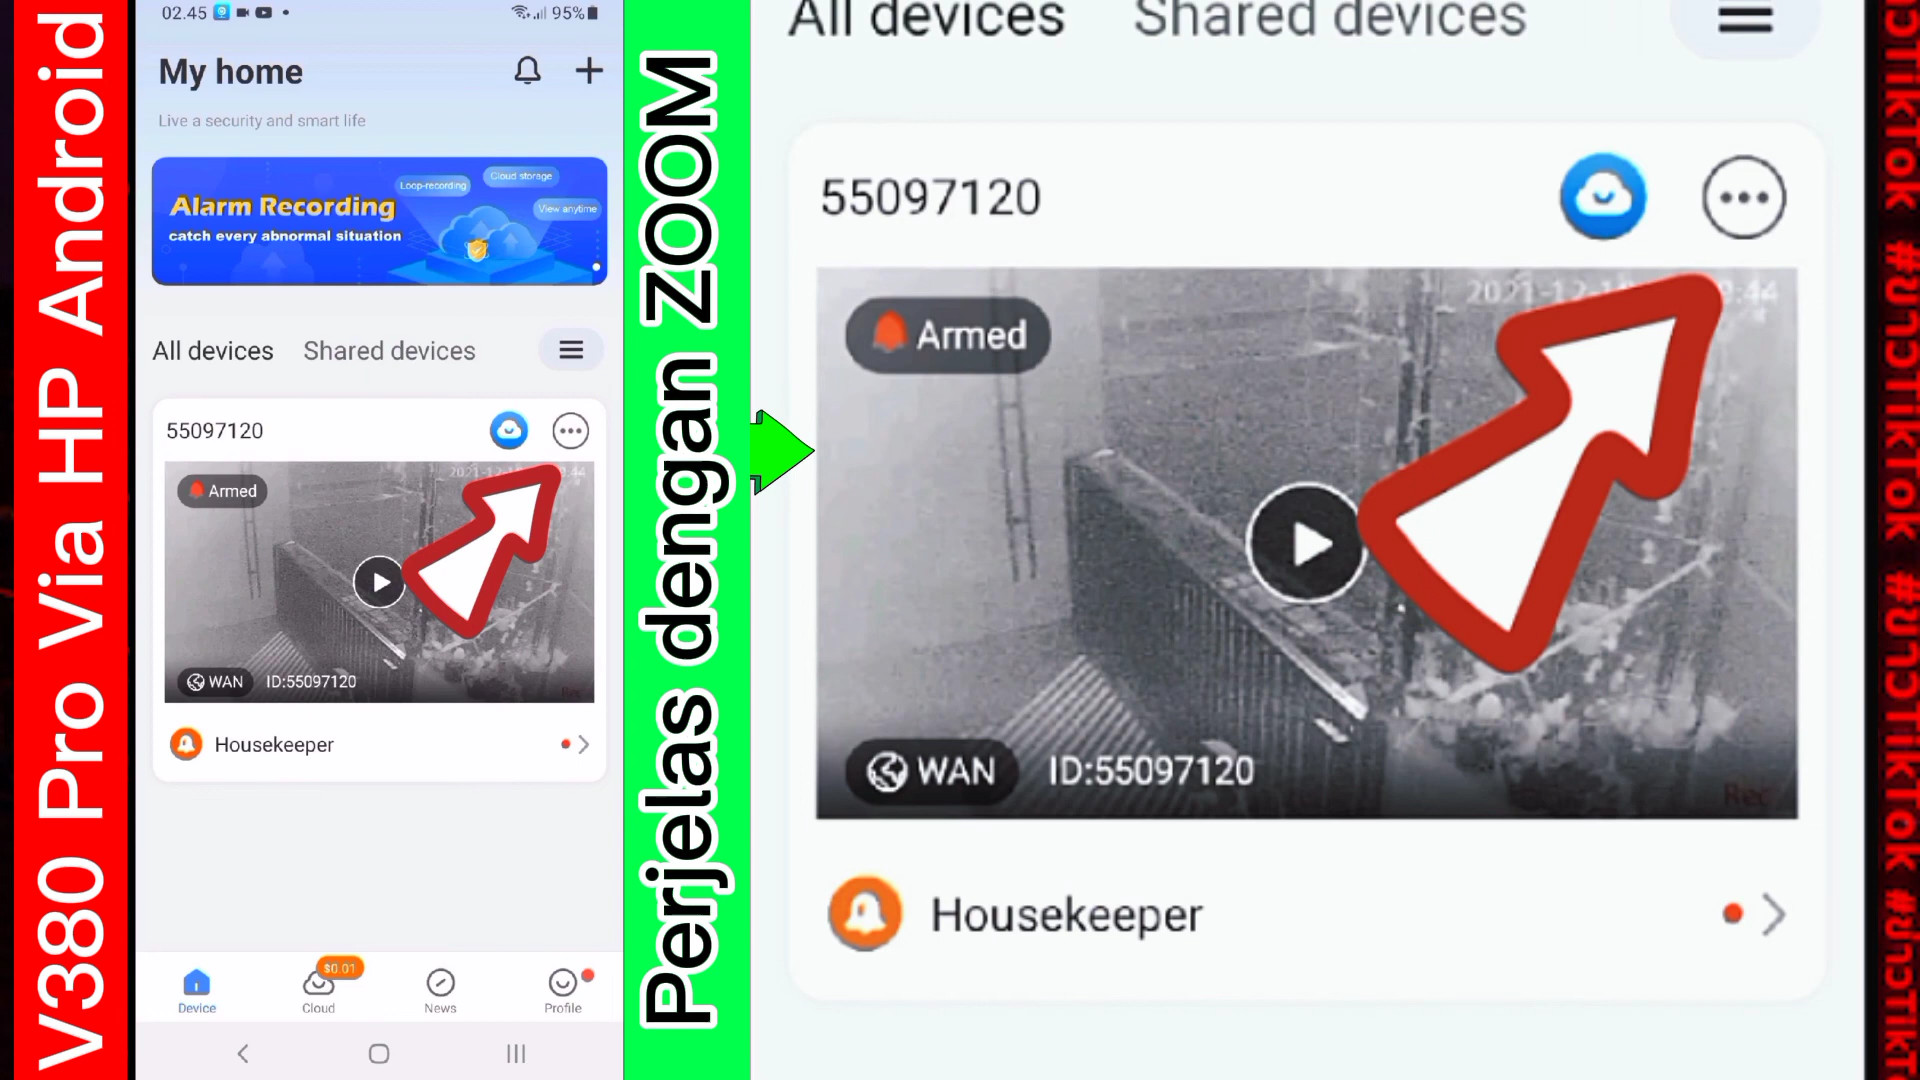 V380 Pro Via HP Android
02.45
95%
My home
Live a security and smart life
Alarm Recording
catch every abnormal situation
Loop-recording
Cloud storage
View anytime
All devices
Shared devices
55097120
Armed
WAN
ID:55097120
Rec
Housekeeper
$0.01
Device
Cloud
News
Profile
Perjelas dengan ZOOM
All devices
Shared devices
55097120
Armed
WAN
ID:55097120
Rec
Housekeeper